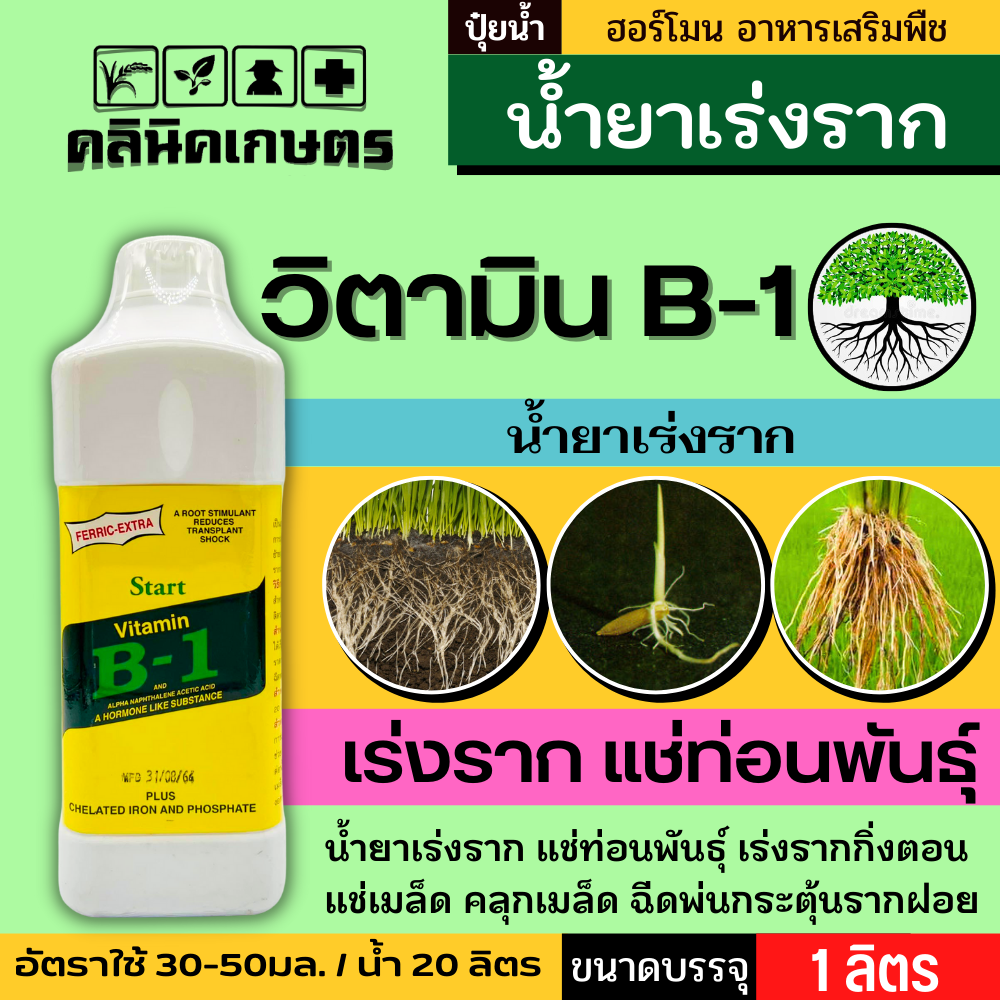 ปุ๋ยน้ำ ฮอร์โมน อาหารเสริมพืช
น้ำยาเร่งราก
คลินิคเกษตร
วิตามิน B-1
น้ำยาเร่งราก
FERRIC-EXTRA
A ROOT STIMULANT
REDUCES
TRANSPLANT
SHOCK
Start
Vitamin
B-1
AND
ALPHA NAPHTHALENE ACETIC ACID
A HORMONE LIKE SUBSTANCE
MFD 31/08/64
PLUS
CHELATED IRON AND PHOSPHATE
เร่งราก แช่ท่อนพันธุ์
น้ำยาเร่งราก แช่ท่อนพันธุ์ เร่งรากกิ่งตอน
แช่เมล็ด คลุกเมล็ด ฉีดพ่นกระตุ้นรากฝอย
อัตราใช้ 30-50มล. / น้ำ 20 ลิตร ขนาดบรรจุ 1 ลิตร